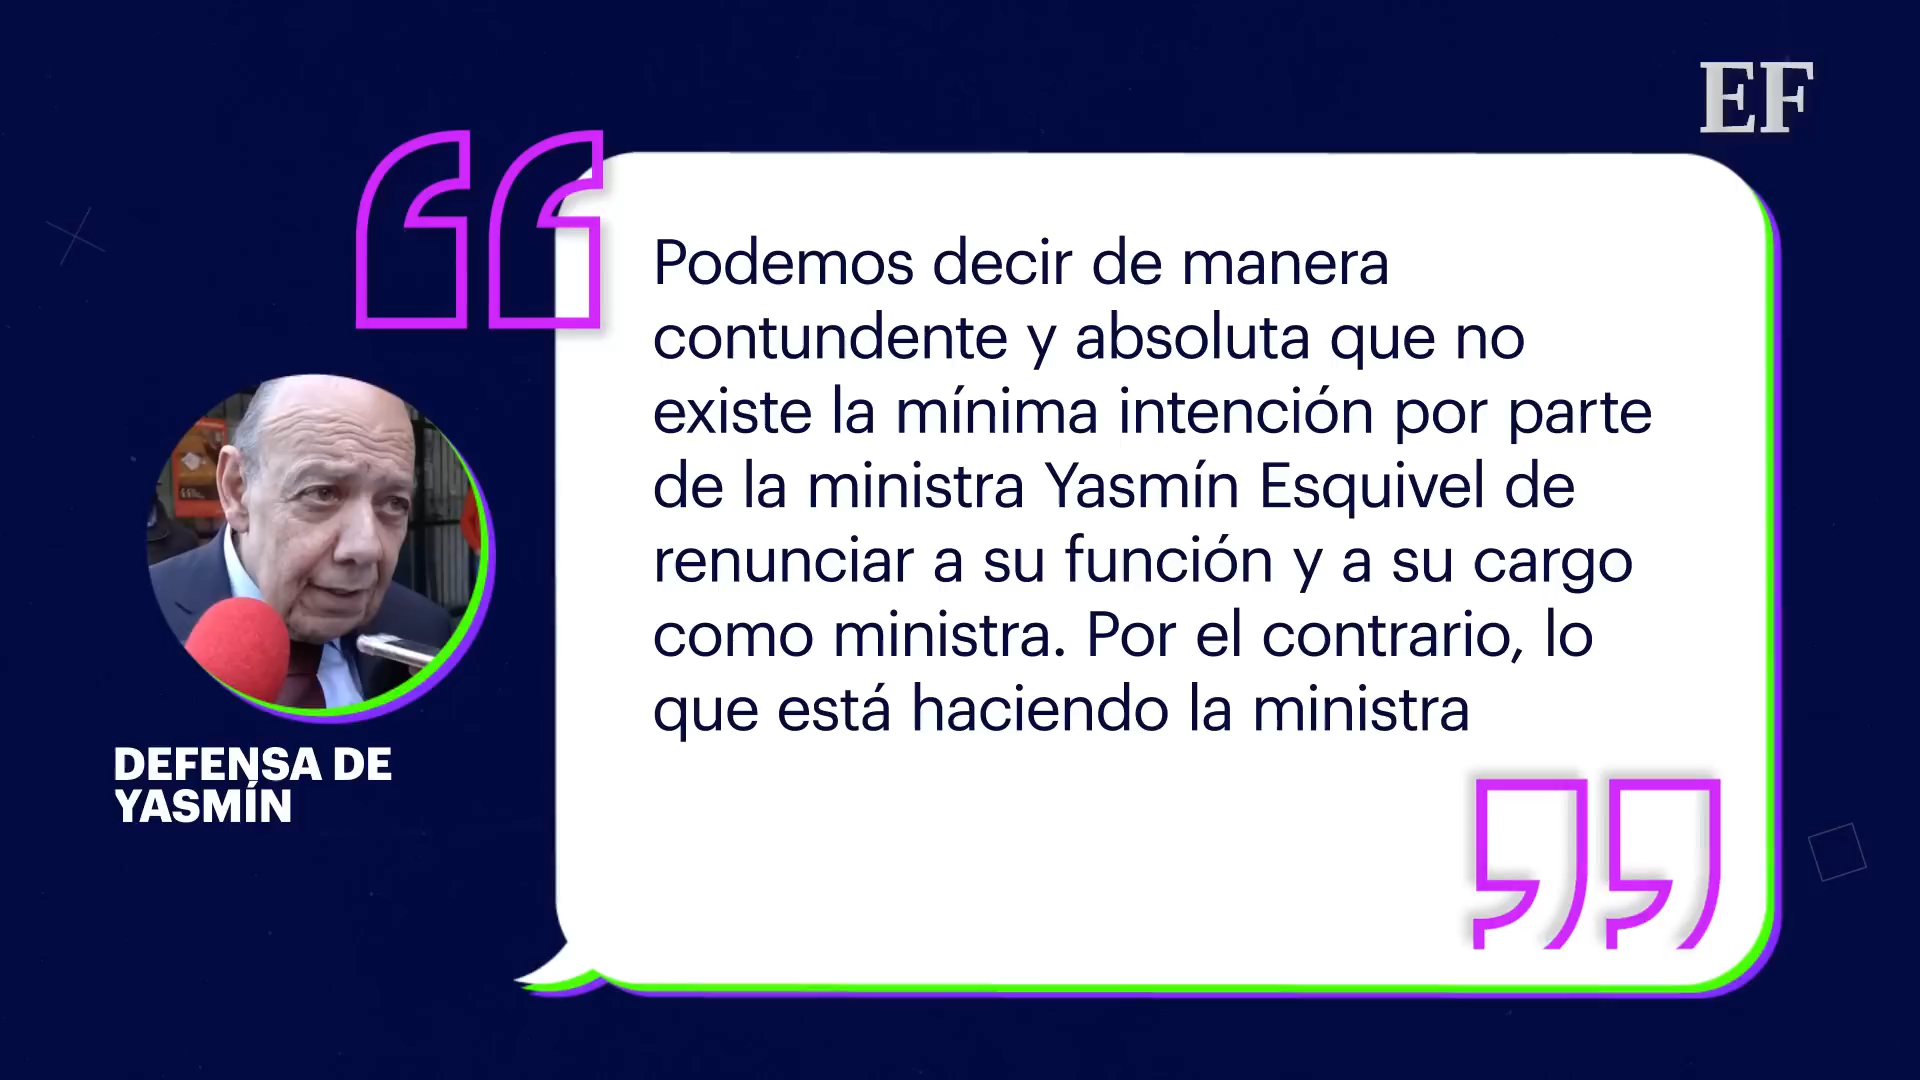 EF
Podemos decir de manera
contundente y absoluta que no
existe la mínima intención por parte
de la ministra Yasmín Esquivel de
renunciar a su función y a su cargo
como ministra. Por el contrario, lo
que está haciendo la ministra
DEFENSA DE
YASMÍN